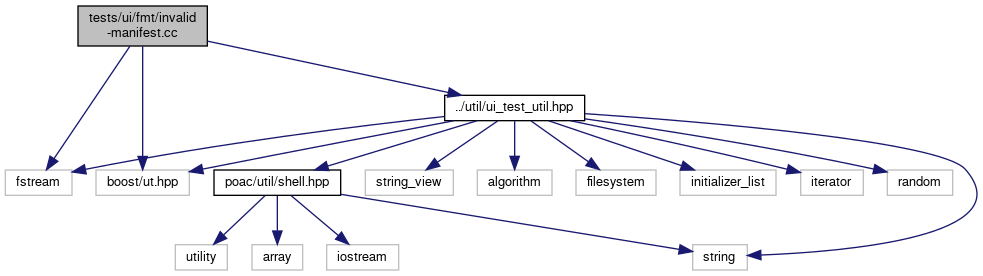 tests/ui/fmt/invalid
-manifest.cc
../util/ui_test_util.hpp
fstream
boost/ut.hpp
poac/util/shell.hpp
string_view
algorithm
filesystem
initializer_list
iterator
random
utility
array
iostream
string